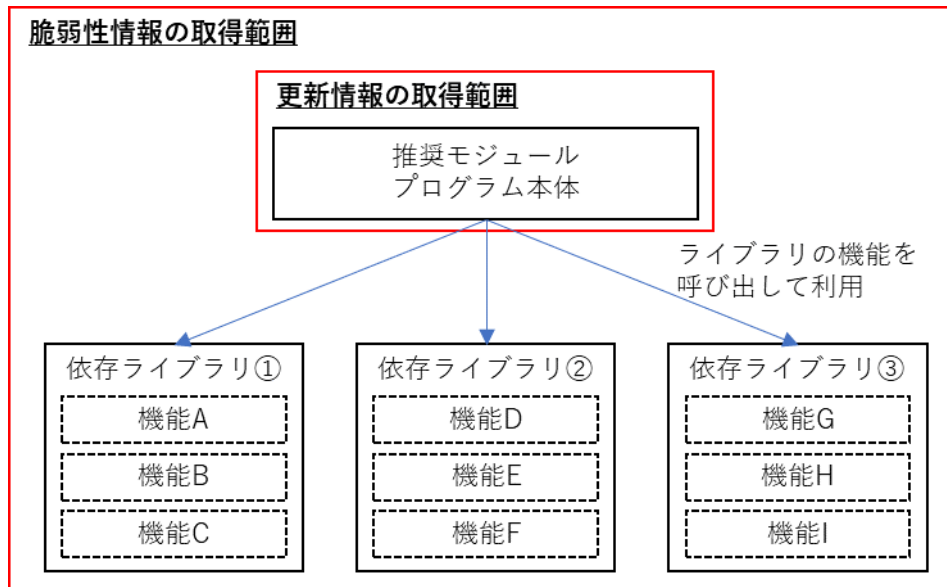 脆弱性情報の取得範囲
更新情報の取得範囲
推奨モジュール
プログラム本体
ライブラリの機能を
呼び出して利用
依存ライブラリ①
機能A
機能B
機能C
依存ライブラリ②
機能D
機能E
機能F
依存ライブラリ③
機能G
機能H
機能I